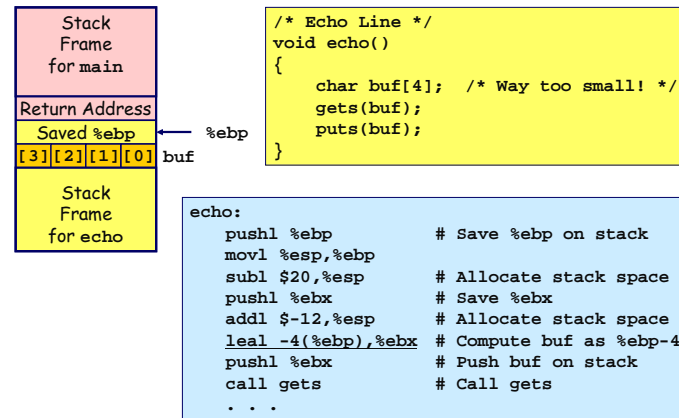 Stack
Frame
for main
Return Address
Saved %ebp
%ebp
[3][2][1][0] buf
Stack
Frame
for echo
/* Echo Line */
void echo()
{
    char buf[4];  /* Way too small! */
    gets(buf);
    puts(buf);
}
echo:
    pushl %ebp         # Save %ebp on stack
    movl %esp,%ebp
    subl $20,%esp      # Allocate stack space
    pushl %ebx         # Save %ebx
    addl $-12,%esp     # Allocate stack space
    leal -4(%ebp),%ebx # Compute buf as %ebp-4
    pushl %ebx         # Push buf on stack
    call gets          # Call gets
    . . .